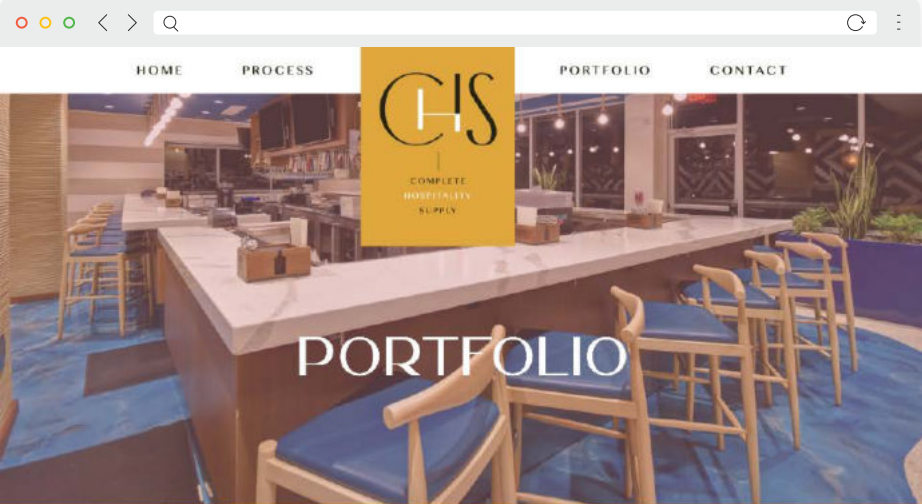 HOME
PROCESS
PORTFOLIO
CONTACT
CHS
COMPLETE
HOSPITALITY
SUPPLY
PORTFOLIO